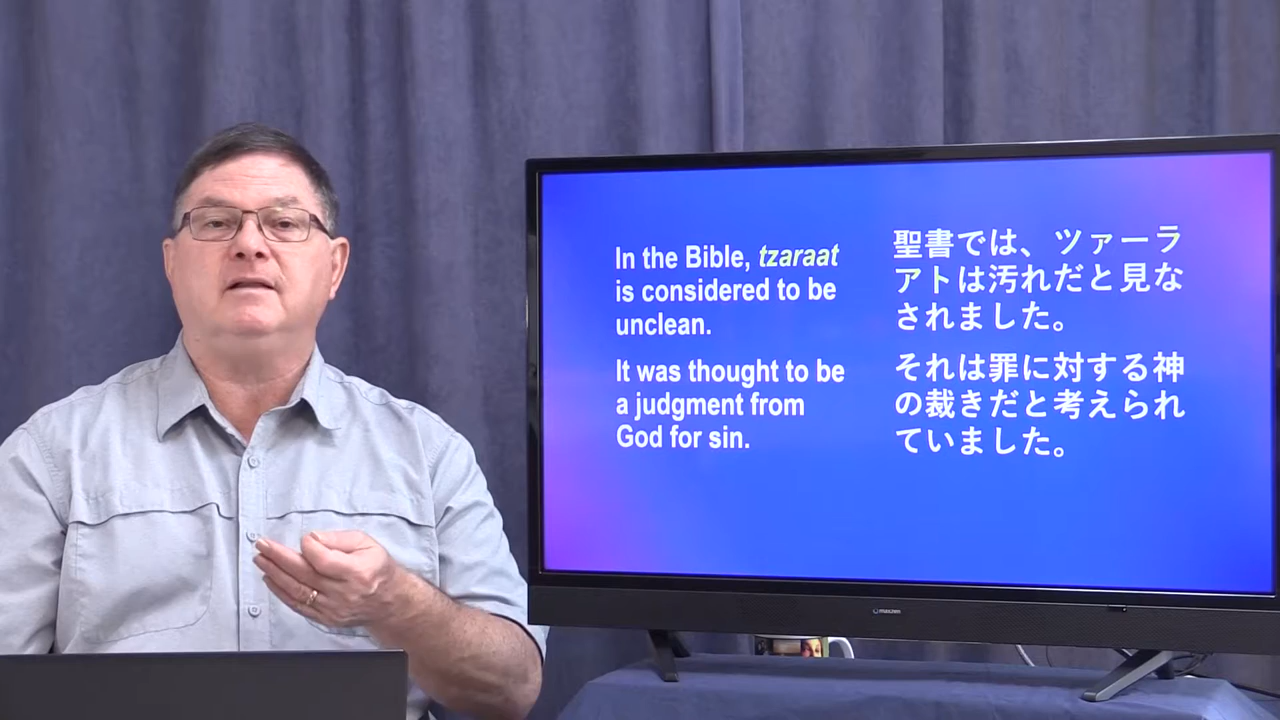 In the Bible, tzaraat
is considered to be
unclean.
It was thought to be
a judgment from
God for sin.
聖書では、ツァーラ
アトは汚れだと見な
されました。
それは罪に対する神
の裁きだと考えられ
ていました。
maxzen